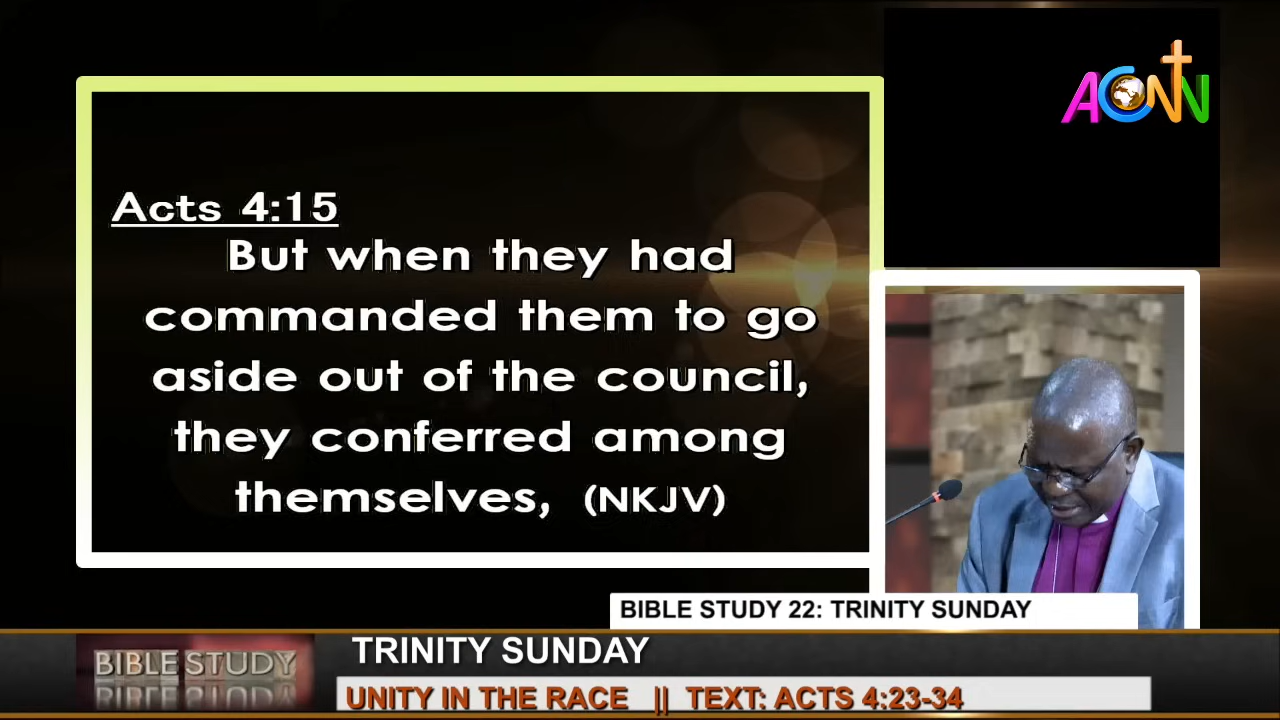 ACNN
Acts 4:15
But when they had
commanded them to go
aside out of the council,
they conferred among
themselves, (NKJV)
BIBLE STUDY 22: TRINITY SUNDAY
BIBLE STUDY
TRINITY SUNDAY
UNITY IN THE RACE || TEXT: ACTS 4:23-34